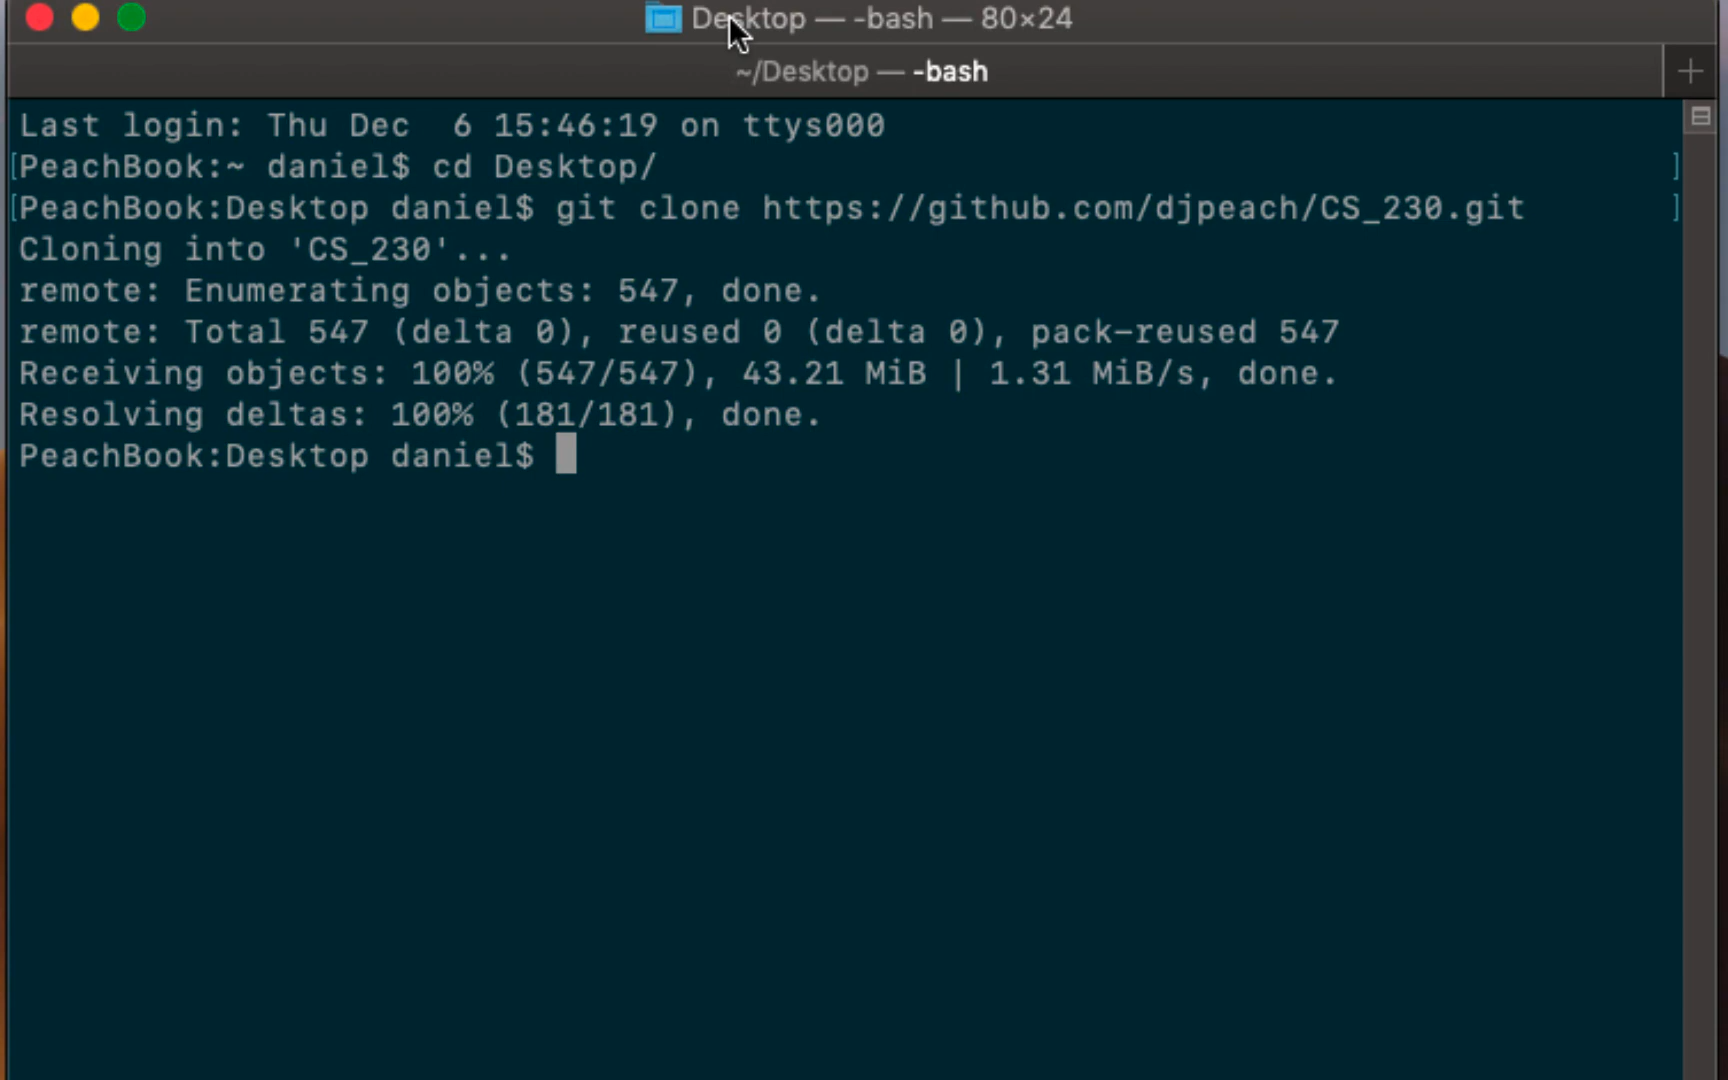 Desktop — -bash — 80×24
~/Desktop — -bash
Last login: Thu Dec  6 15:46:19 on ttys000
[PeachBook:~ daniel$ cd Desktop/ ]
[PeachBook:Desktop daniel$ git clone https://github.com/djpeach/CS_230.git ]
Cloning into 'CS_230'...
remote: Enumerating objects: 547, done.
remote: Total 547 (delta 0), reused 0 (delta 0), pack-reused 547
Receiving objects: 100% (547/547), 43.21 MiB | 1.31 MiB/s, done.
Resolving deltas: 100% (181/181), done.
PeachBook:Desktop daniel$